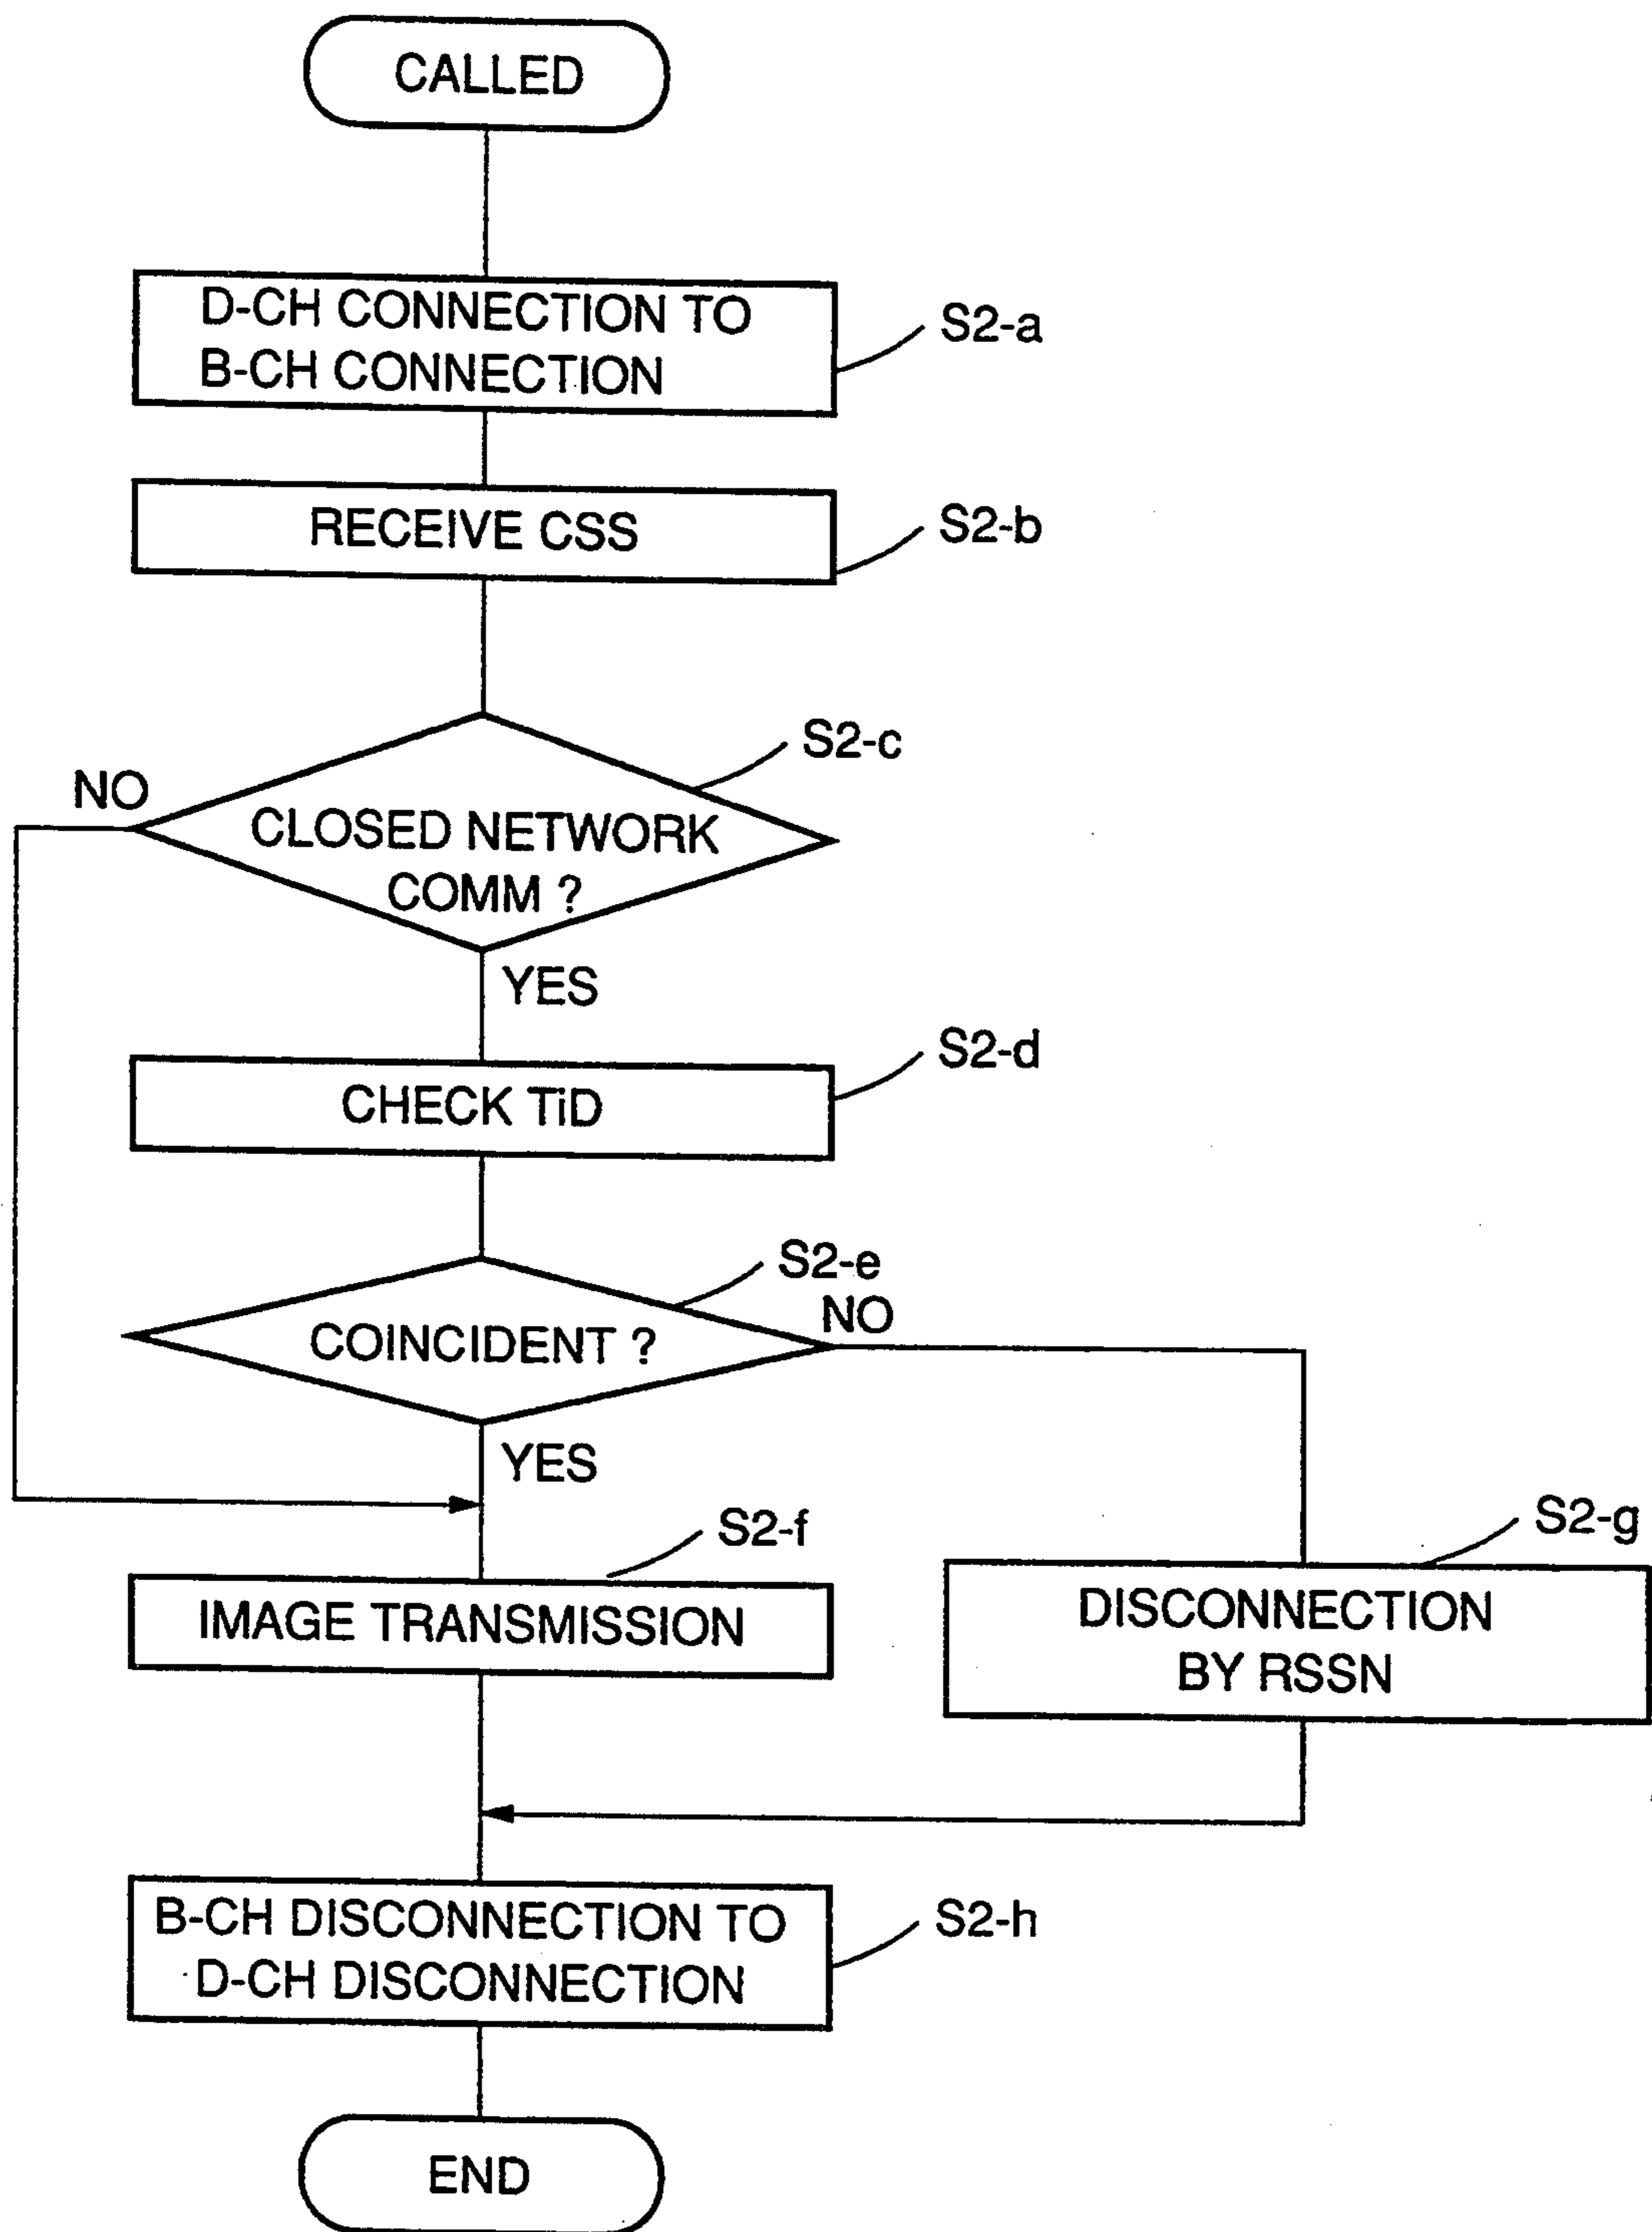 CALLED
D-CH CONNECTION TO
B-CH CONNECTION
S2-a
RECEIVE CSS
S2-b
S2-c
NO
CLOSED NETWORK
COMM ?
YES
S2-d
CHECK TiD
S2-e
NO
COINCIDENT ?
YES
S2-f
IMAGE TRANSMISSION
S2-g
DISCONNECTION
BY RSSN
B-CH DISCONNECTION TO
D-CH DISCONNECTION
S2-h
END